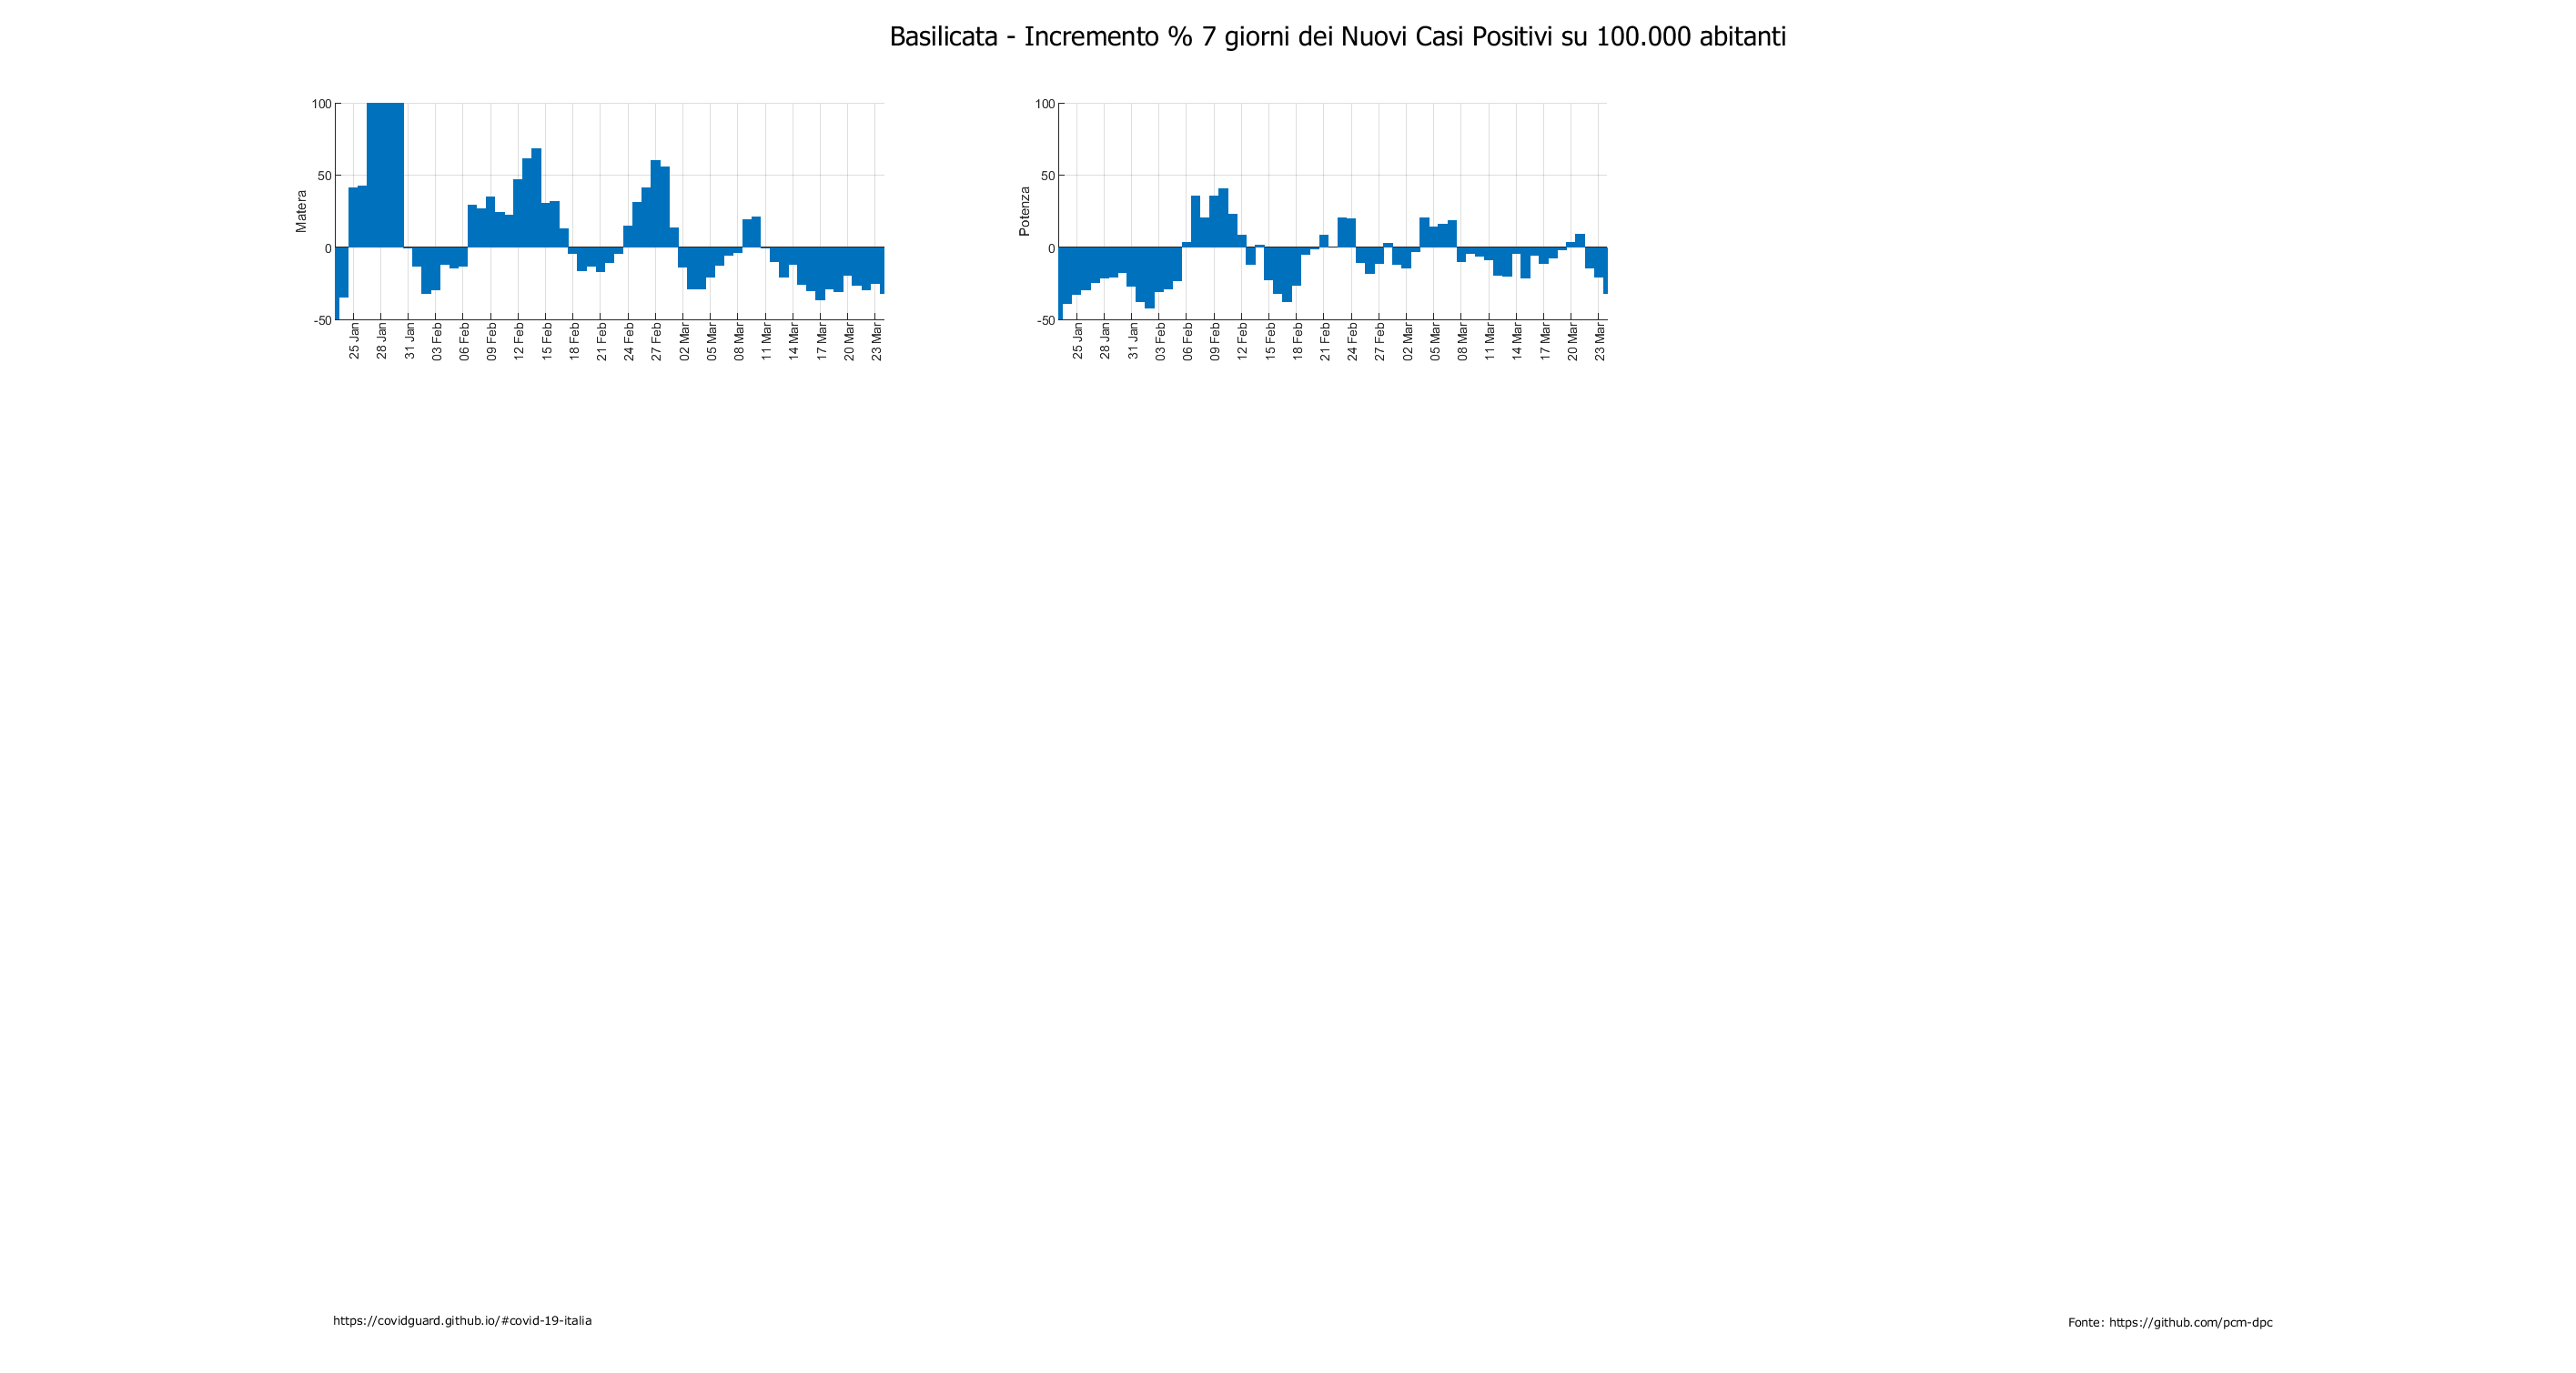 Basilicata - Incremento % 7 giorni dei Nuovi Casi Positivi su 100.000 abitanti
Matera
100
50
0
-50
25 Jan
28 Jan
31 Jan
03 Feb
06 Feb
09 Feb
12 Feb
15 Feb
18 Feb
21 Feb
24 Feb
27 Feb
02 Mar
05 Mar
08 Mar
11 Mar
14 Mar
17 Mar
20 Mar
23 Mar
Potenza
100
50
0
-50
25 Jan
28 Jan
31 Jan
03 Feb
06 Feb
09 Feb
12 Feb
15 Feb
18 Feb
21 Feb
24 Feb
27 Feb
02 Mar
05 Mar
08 Mar
11 Mar
14 Mar
17 Mar
20 Mar
23 Mar
https://covidguard.github.io/#covid-19-italia
Fonte: https://github.com/pcm-dpc